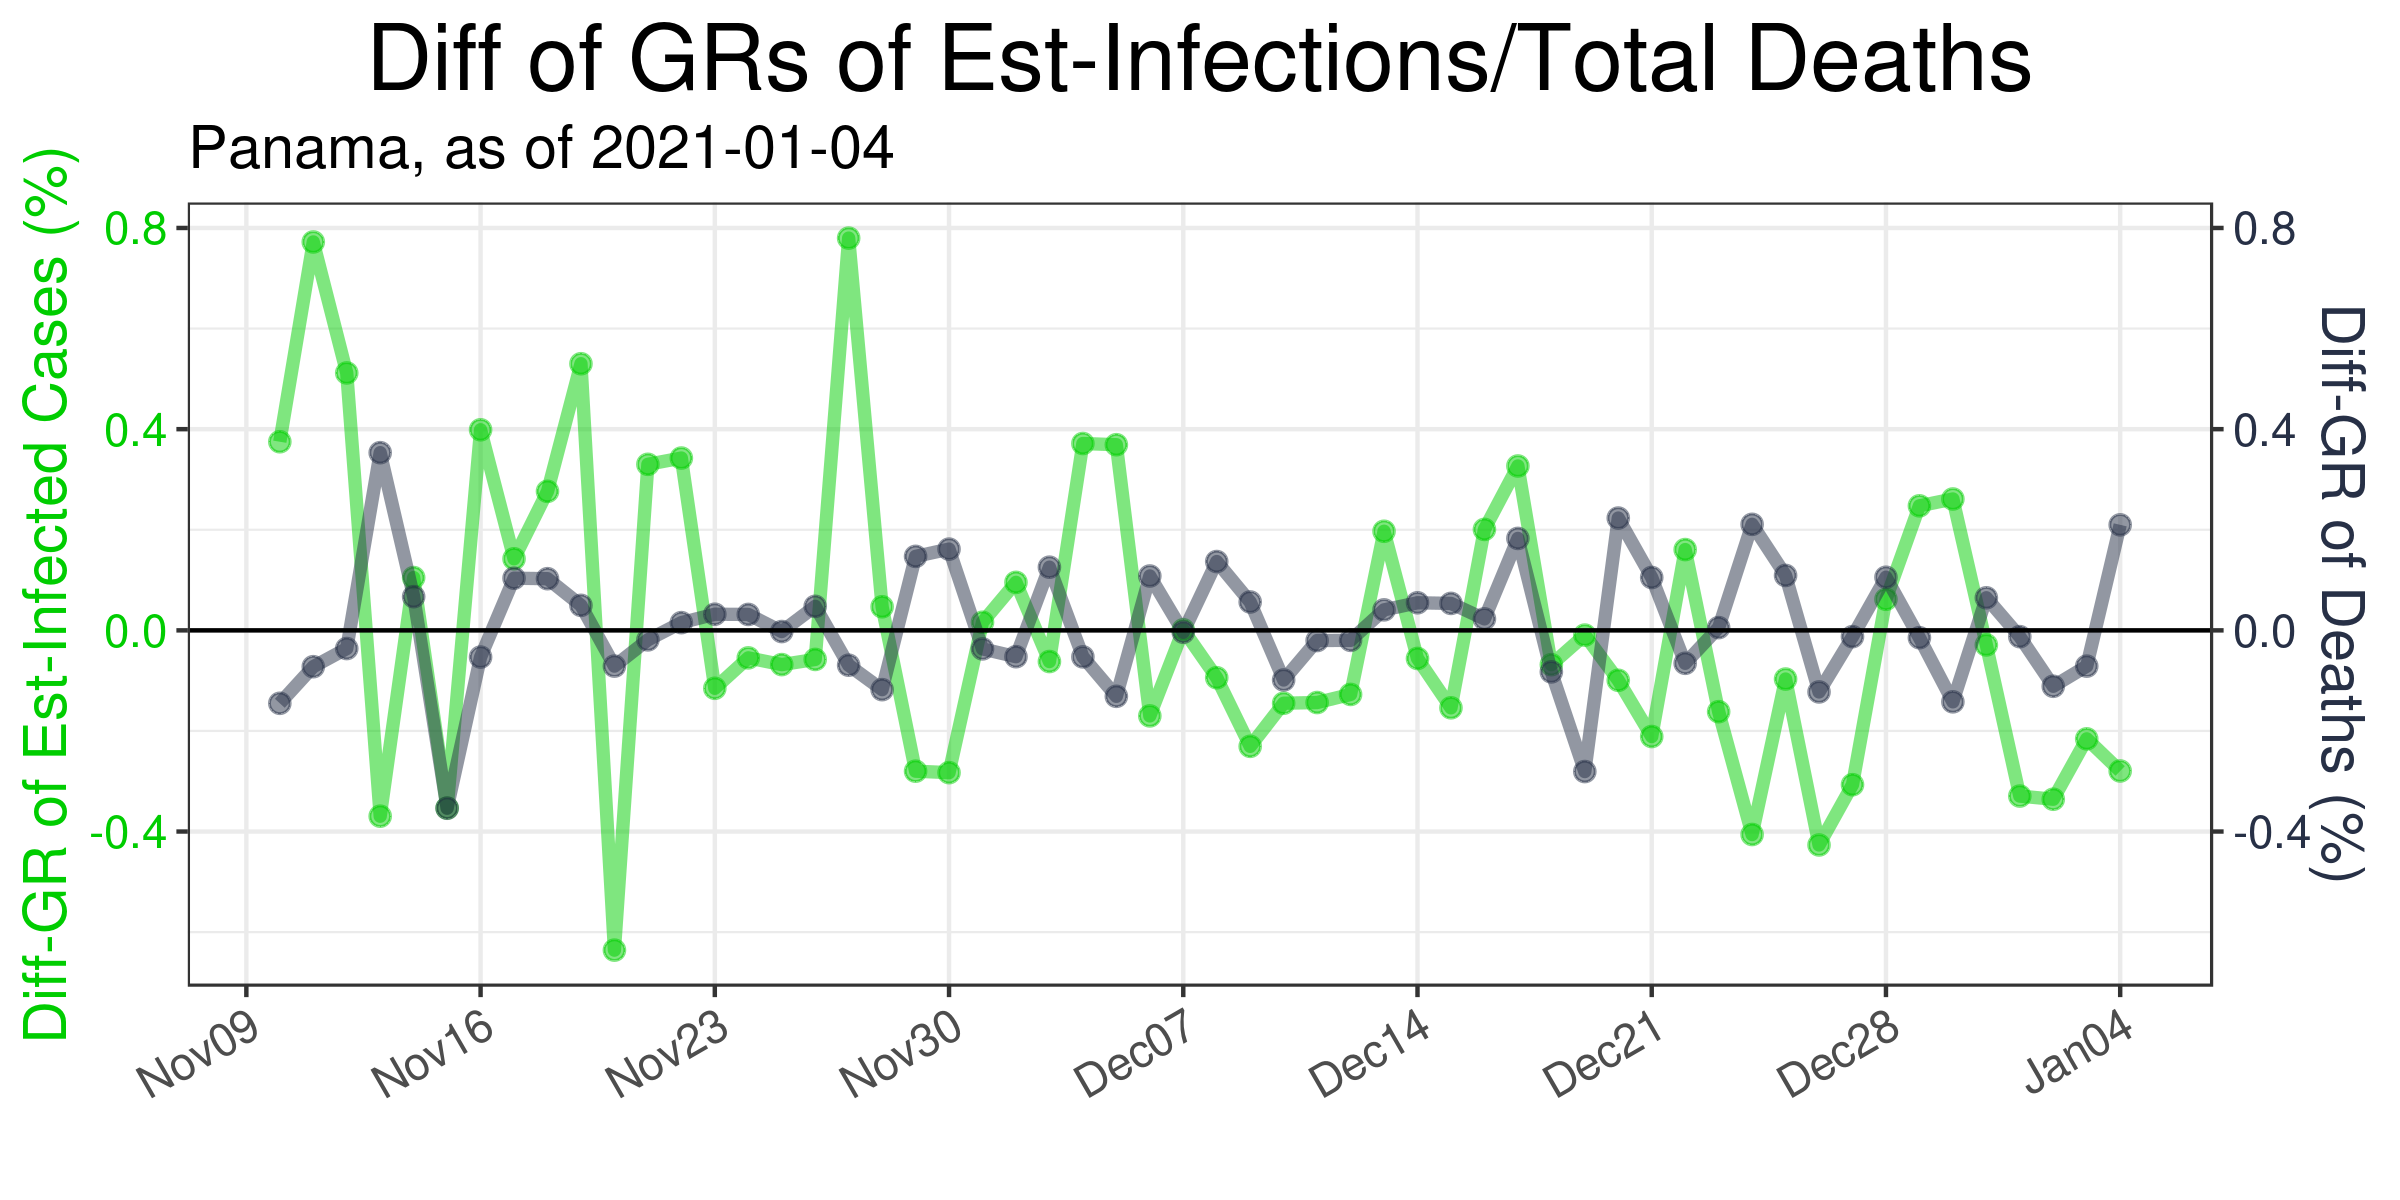 Diff of GRs of Est-Infections/Total Deaths
Panama, as of 2021-01-04
Diff-GR of Est-Infected Cases (%)
0.8
0.4
0.0
-0.4
0.8
0.4
0.0
-0.4
Diff-GR of Deaths (%)
Nov09
Nov16
Nov23
Nov30
Dec07
Dec14
Dec21
Dec28
Jan04